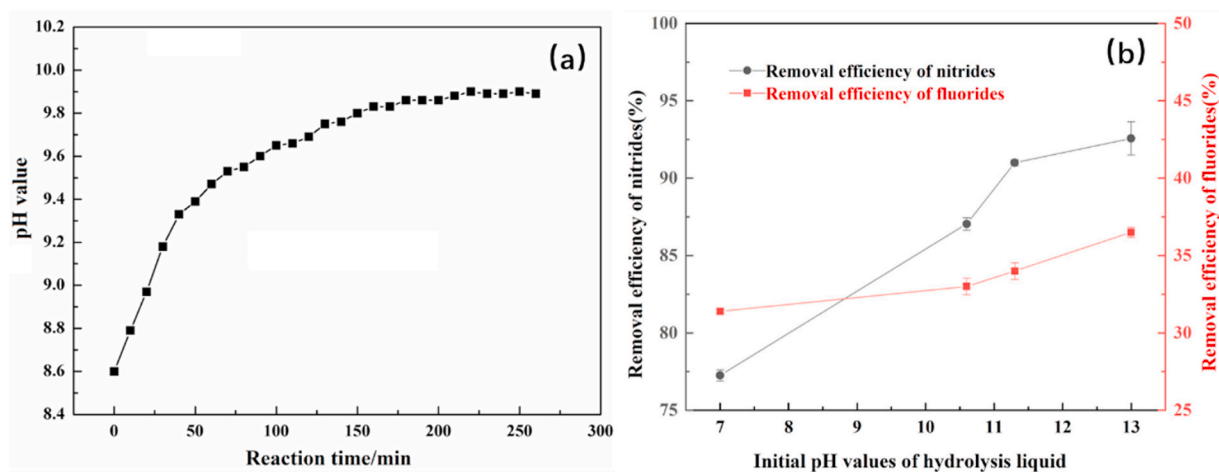 (a)
pH value
10.2
10.0
9.8
9.6
9.4
9.2
9.0
8.8
8.6
8.4
0 50 100 150 200 250 300
Reaction time/min
(b)
Removal efficiency of nitrides
Removal efficiency of fluorides
Removal efficiency of nitrides(%)
100
95
90
85
80
75
Removal efficiency of fluorides(%)
50
45
40
35
30
25
7 8 9 10 11 12 13
Initial pH values of hydrolysis liquid